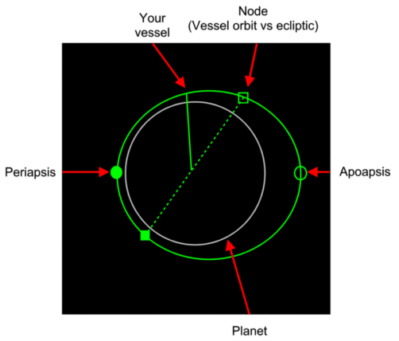 Your
vessel
Node
(Vessel orbit vs ecliptic)
Periapsis
Apoapsis
Planet